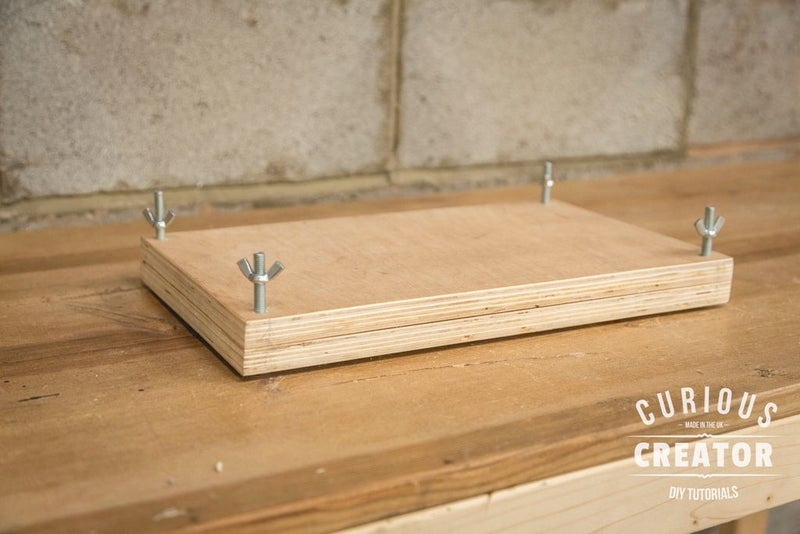 CURIOUS
MADE IN THE UK
CREATOR
DIY TUTORIALS